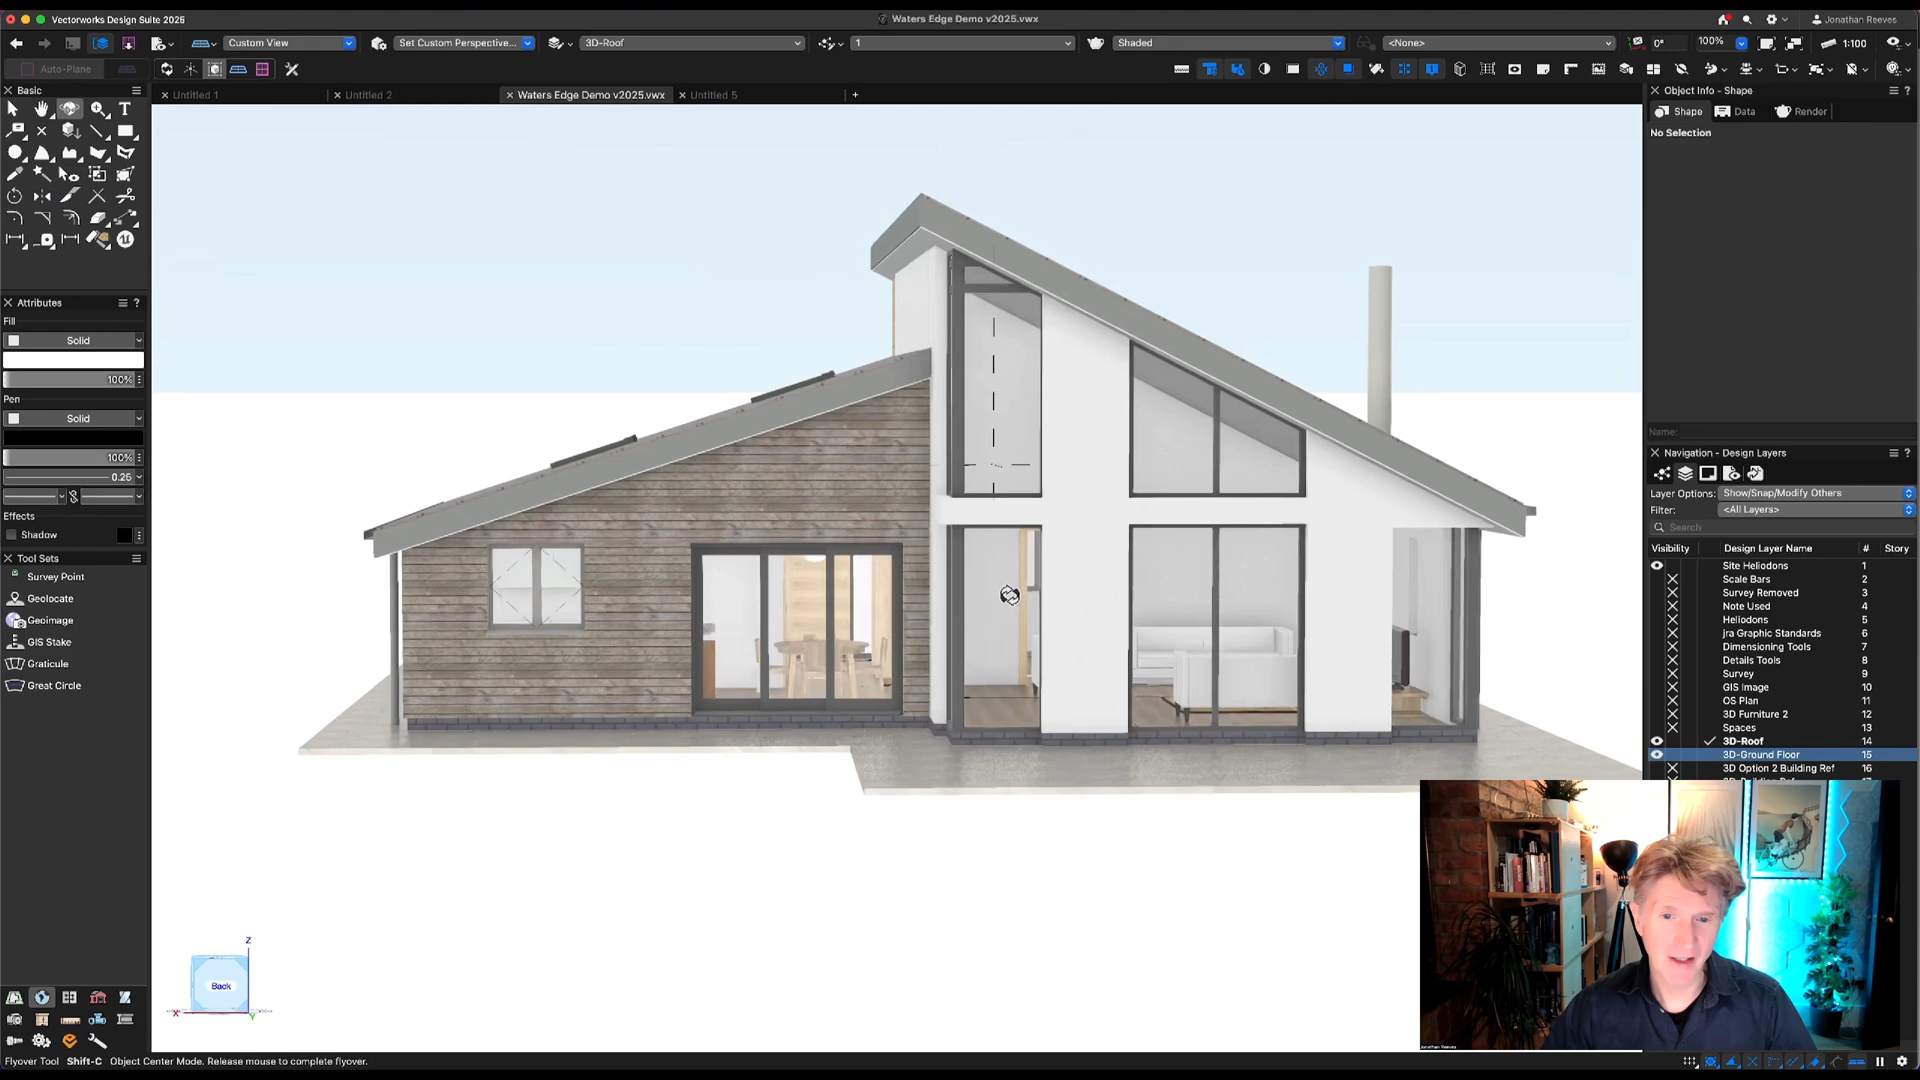 Vectorworks Design Suite 2025
Waters Edge Demo v2025.vwx
Jonathan Reeves
Custom View
Set Custom Perspective...
3D-Roof
1
Shaded
<None>
0°
100%
1:100
Auto-Plane
Basic
Untitled 1
Untitled 2
Waters Edge Demo v2025.vwx
Untitled 5
Object Info - Shape
Shape
Data
Render
No Selection
Attributes
Fill
Solid
100%
Pen
Solid
100%
0.25
Effects
Shadow
Tool Sets
Survey Point
Geolocate
Geoimage
GIS Stake
Graticule
Great Circle
Name:
Navigation - Design Layers
Layer Options: Show/Snap/Modify Others
Filter: <All Layers>
Search
Visibility Design Layer Name # Story
Site Heliodons 1
Scale Bars 2
Survey Removed 3
Note Used 4
Heliodons 5
jra Graphic Standards 6
Dimensioning Tools 7
Details Tools 8
Survey 9
GIS Image 10
OS Plan 11
3D Furniture 2 12
Spaces 13
3D-Roof 14
3D-Ground Floor 15
3D Option 2 Building Ref 16
Z
Back
X
Y
Jonathan Reeves
Flyover Tool Shift-C Object Center Mode. Release mouse to complete flyover.